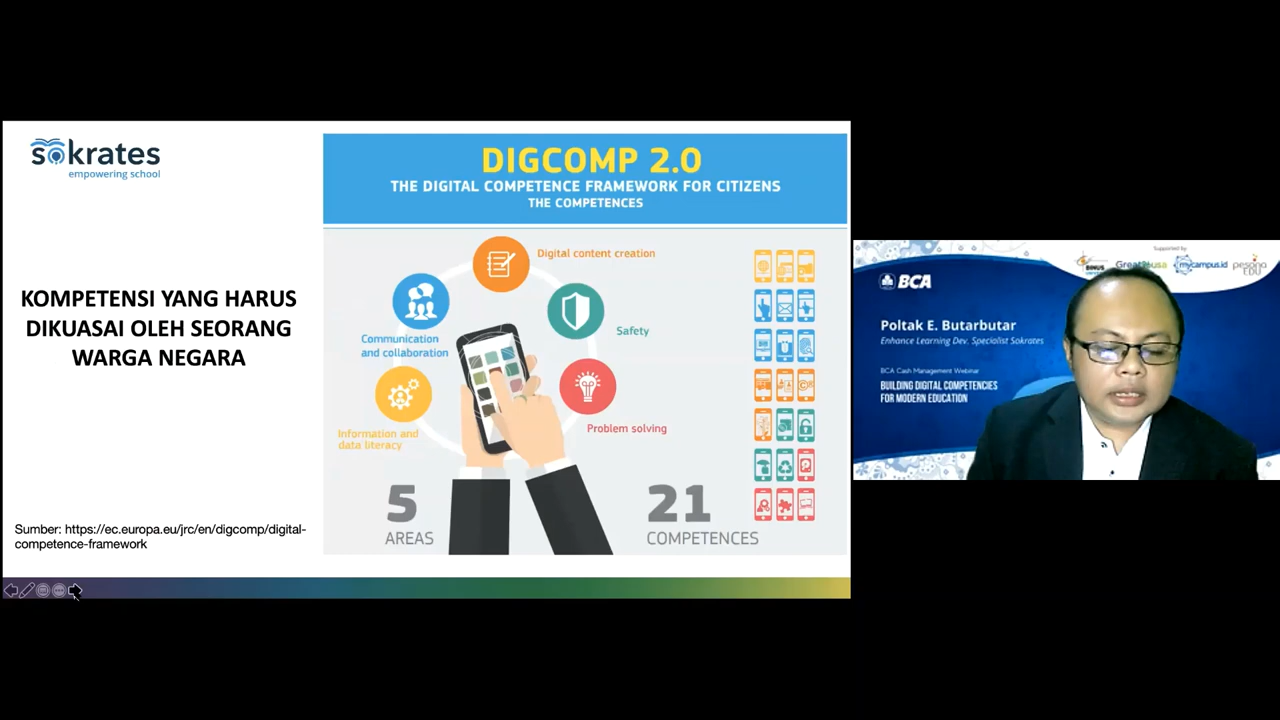 sokrates
empowering school
KOMPETENSI YANG HARUS
DIKUASAI OLEH SEORANG
WARGA NEGARA
Sumber: https://ec.europa.eu/jrc/en/digcomp/digital-
competence-framework
DIGCOMP 2.0
THE DIGITAL COMPETENCE FRAMEWORK FOR CITIZENS
THE COMPETENCES
Digital content creation
Communication
and collaboration
Safety
Information and
data literacy
Problem solving
5
AREAS
21
COMPETENCES
Supported by
BINUS
mycampus.id
BCA
Poltak E. Butarbutar
Enhance Learning Dev. Specialist Sokrates
BCA Cash Management Webinar
BUILDING DIGITAL COMPETENCIES
FOR MODERN EDUCATION